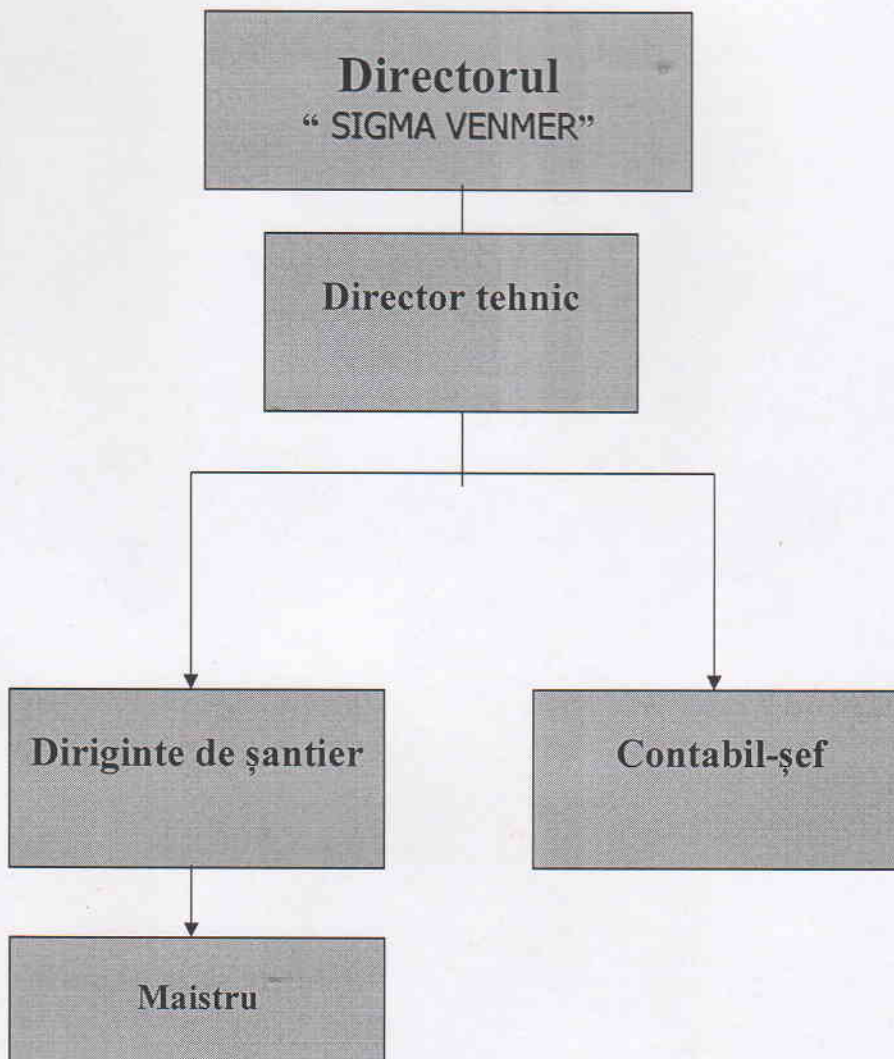 Directorul
“ SIGMA VENMER”
Director tehnic
Diriginte de șantier
Contabil-șef
Maistru